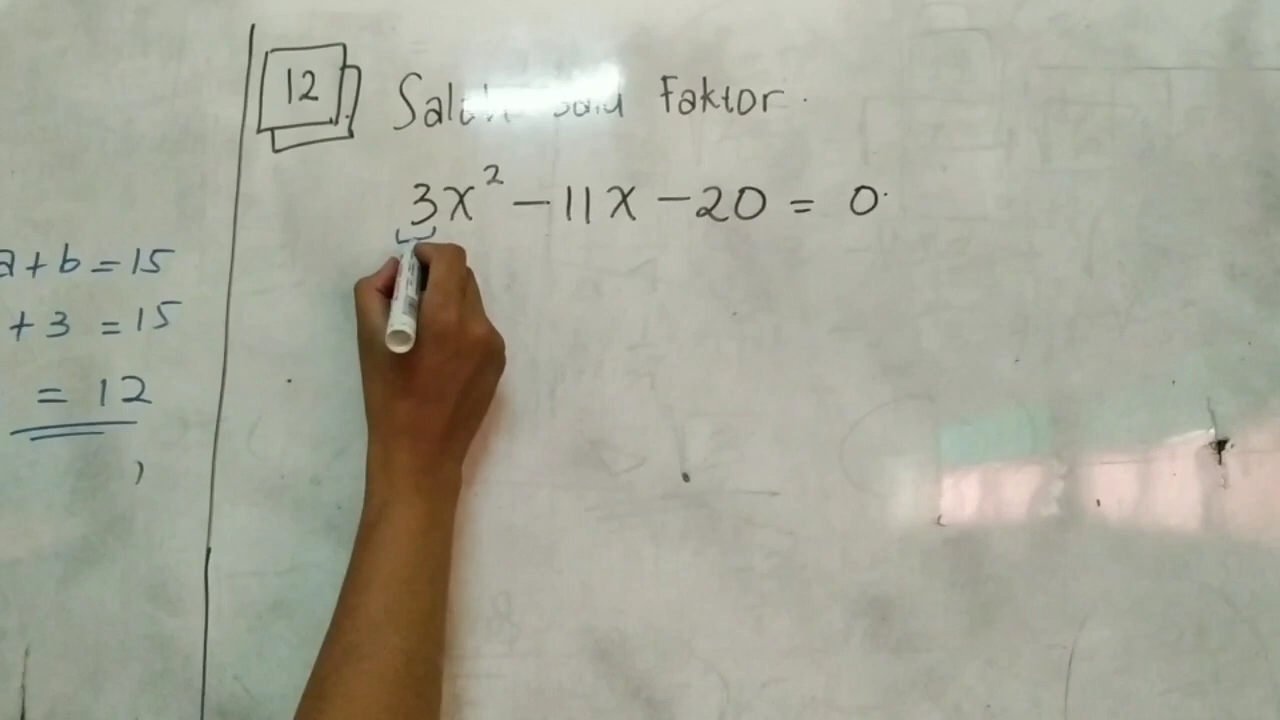 a + b = 15
+ 3 = 15
= 12
12 Salah satu Faktor.
3x² - 11x - 20 = 0